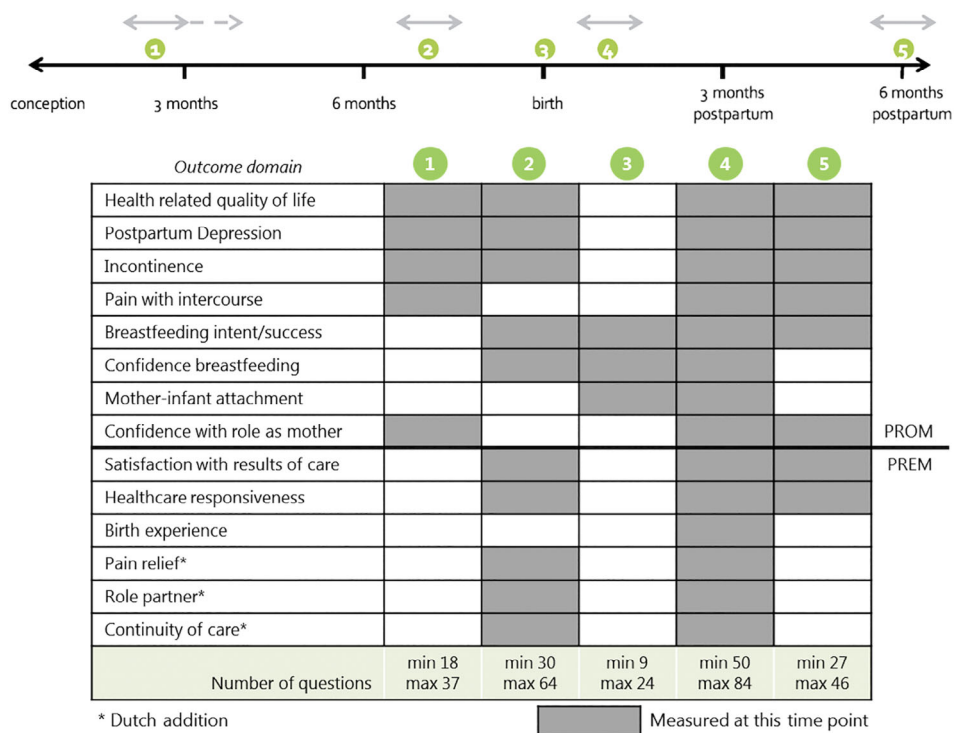 1 2 3 4 5
conception 3 months 6 months birth 3 months postpartum 6 months postpartum
Outcome domain 1 2 3 4 5
Health related quality of life
Postpartum Depression
Incontinence
Pain with intercourse
Breastfeeding intent/success
Confidence breastfeeding
Mother-infant attachment
Confidence with role as mother PROM
Satisfaction with results of care PREM
Healthcare responsiveness
Birth experience
Pain relief*
Role partner*
Continuity of care*
Number of questions min 18 max 37 min 30 max 64 min 9 max 24 min 50 max 84 min 27 max 46
* Dutch addition Measured at this time point